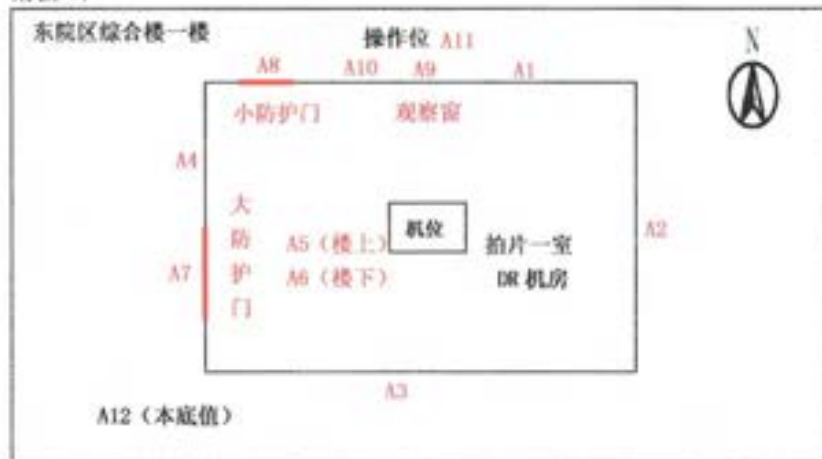 东院区综合楼一楼
操作位 A11
N
A8 A10 A9 A1
小防护门 观察窗
A4
大防护门
机位
A5（楼上）
A6（楼下）
拍片一室
DR 机房
A2
A7
A3
A12（本底值）